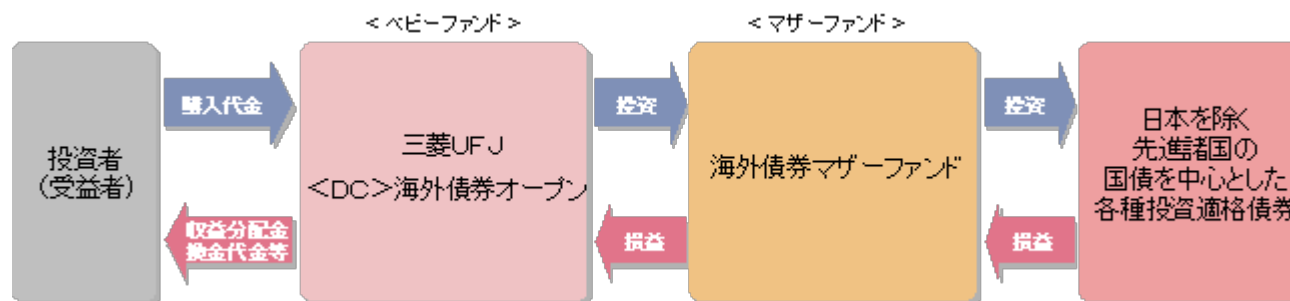 ＜ベビーファンド＞
＜マザーファンド＞
投資者
（受益者）
購入代金
収益分配金
換金代金等
三菱UFJ
＜DC＞海外債券オープン
投資
損益
海外債券マザーファンド
投資
損益
日本を除く
先進諸国の
国債を中心とした
各種投資適格債券